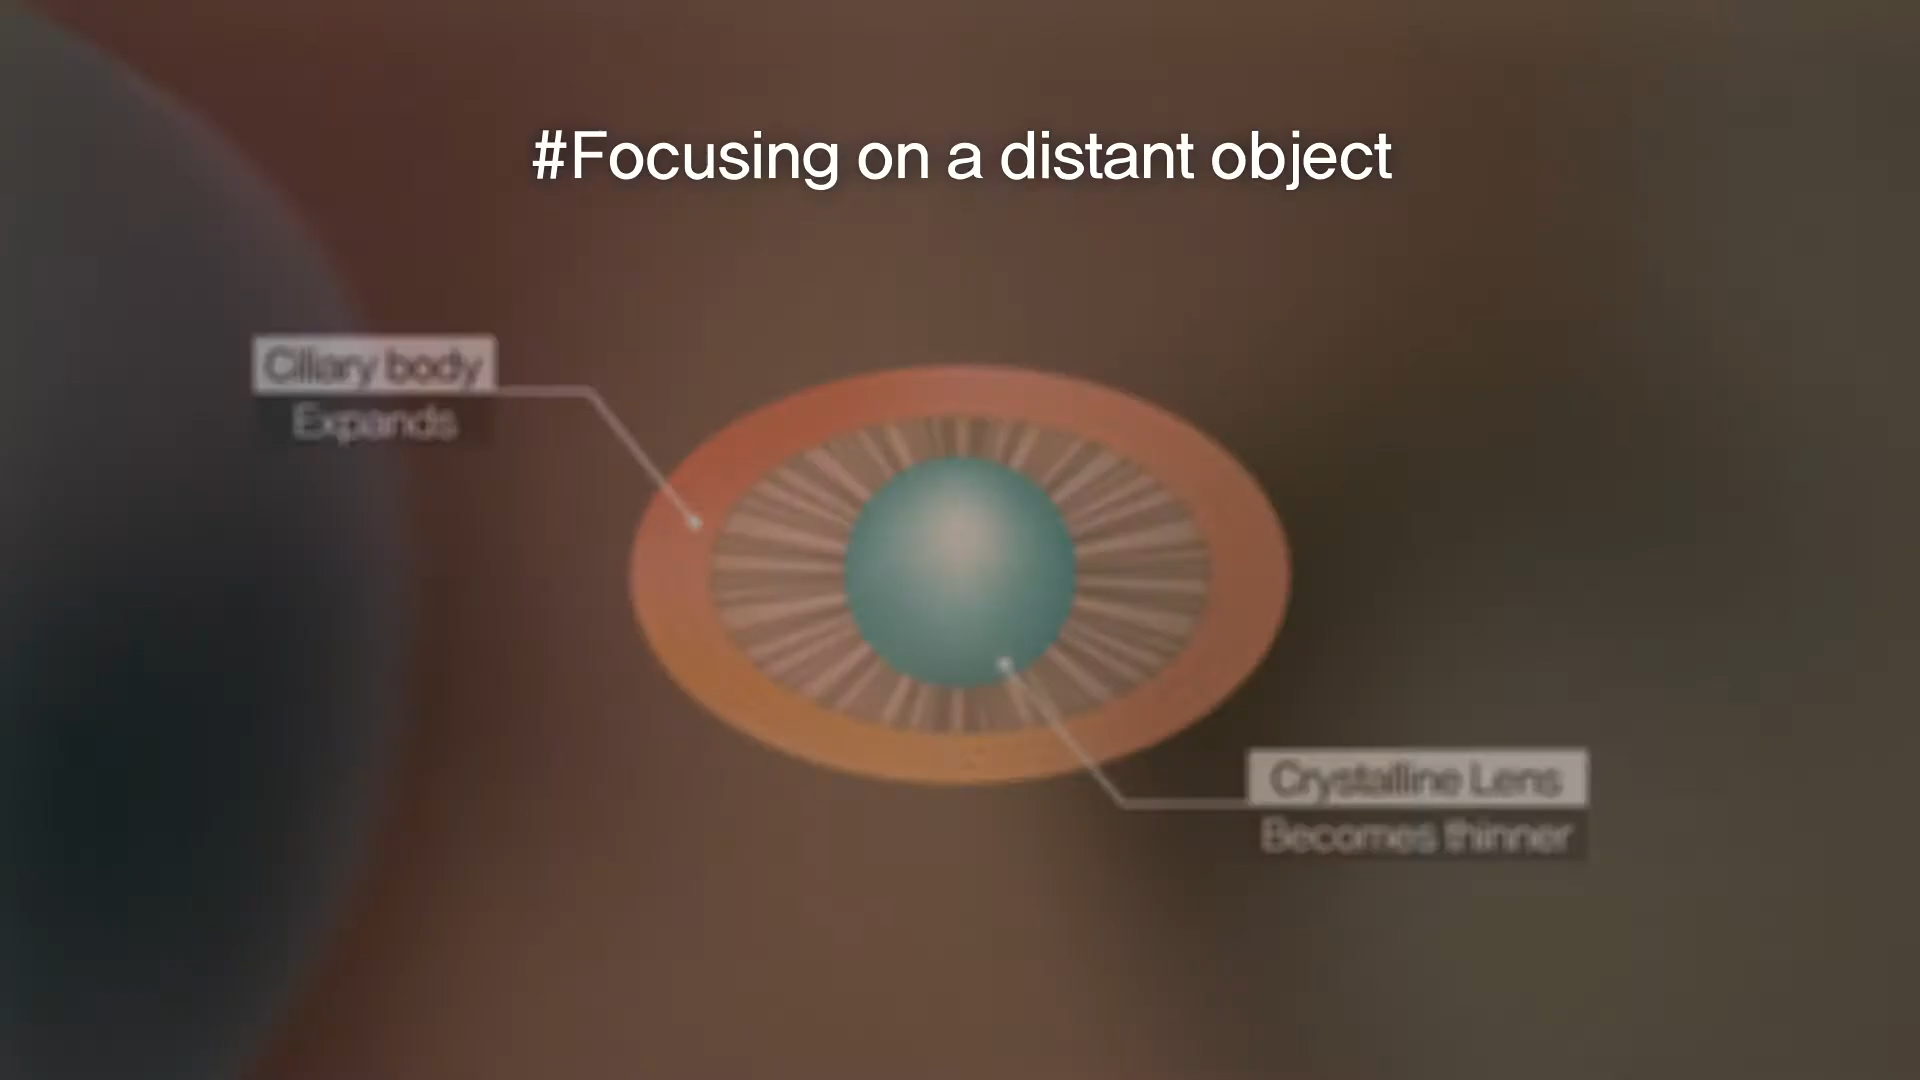 #Focusing on a distant object
Ciliary body
Expands
Crystalline Lens
Becomes thinner